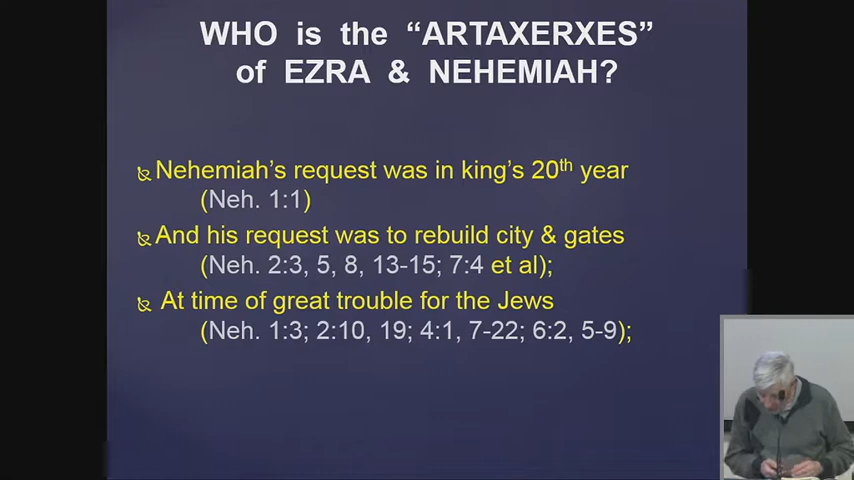 WHO is the “ARTAXERXES”
of EZRA & NEHEMIAH?
Nehemiah’s request was in king’s 20th year
(Neh. 1:1)
And his request was to rebuild city & gates
(Neh. 2:3, 5, 8, 13-15; 7:4 et al);
At time of great trouble for the Jews
(Neh. 1:3; 2:10, 19; 4:1, 7-22; 6:2, 5-9);